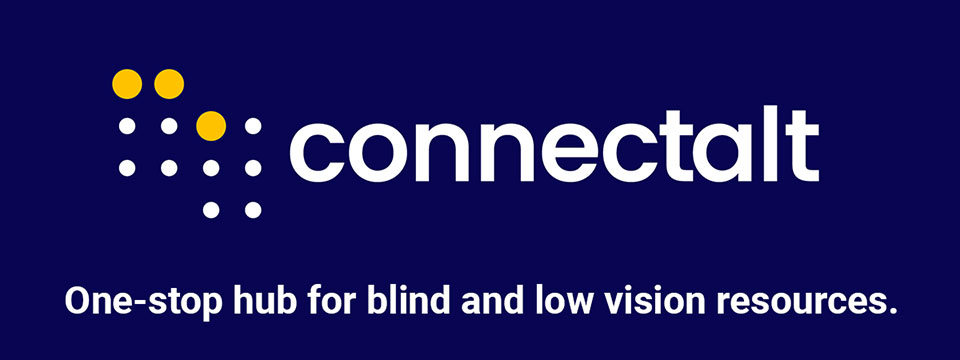 connectalt
One-stop hub for blind and low vision resources.